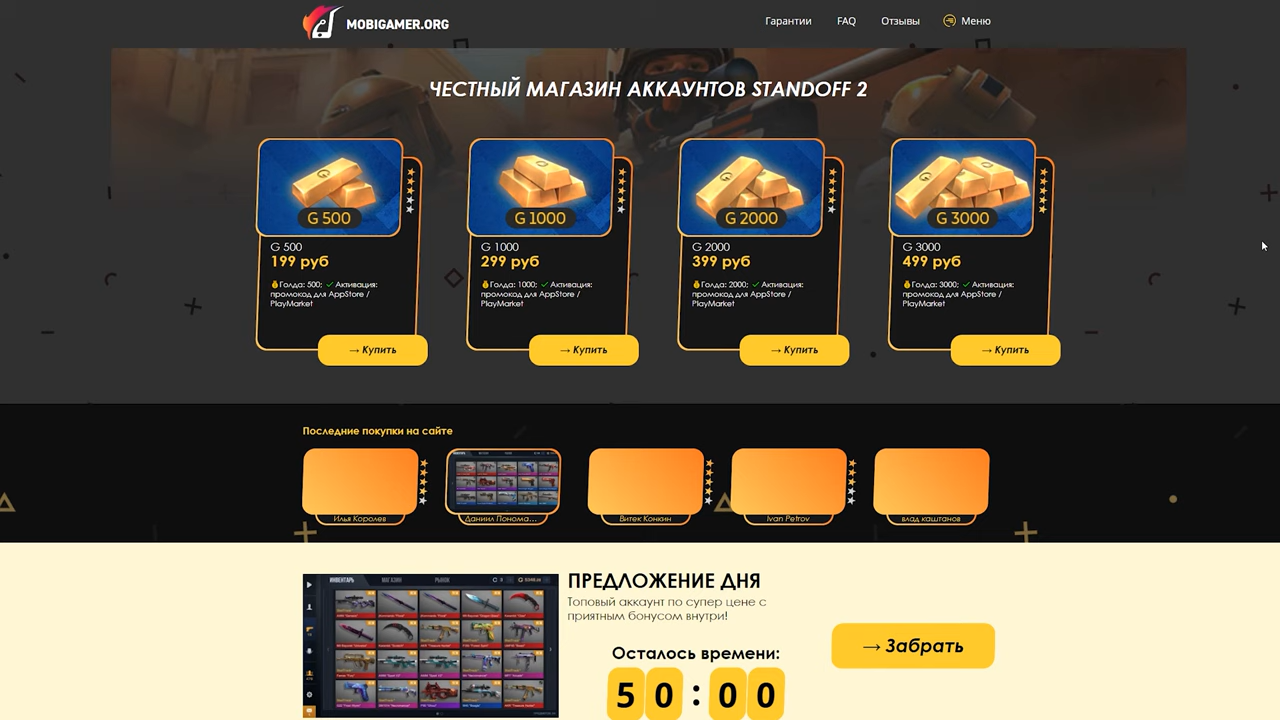 MOBIGAMER.ORG
Гарантии FAQ Отзывы Меню
ЧЕСТНЫЙ МАГАЗИН АККАУНТОВ STANDOFF 2
G 500 G 1000 G 2000 G 3000
G 500
199 руб
Голда: 500; ✓ Активация:
промокод для AppStore /
PlayMarket
→ Купить
G 1000
299 руб
Голда: 1000; ✓ Активация:
промокод для AppStore /
PlayMarket
→ Купить
G 2000
399 руб
Голда: 2000; ✓ Активация:
промокод для AppStore /
PlayMarket
→ Купить
G 3000
499 руб
Голда: 3000; ✓ Активация:
промокод для AppStore /
PlayMarket
→ Купить
Последние покупки на сайте
Илья Королев Даниил Понома... Витек Конкин Ivan Petrov влад каштанов
ИНВЕНТАРЬ МАГАЗИН РЫНОК
ПРЕДЛОЖЕНИЕ ДНЯ
Топовый аккаунт по супер цене с
приятным бонусом внутри!
Осталось времени:
50:00
→ Забрать